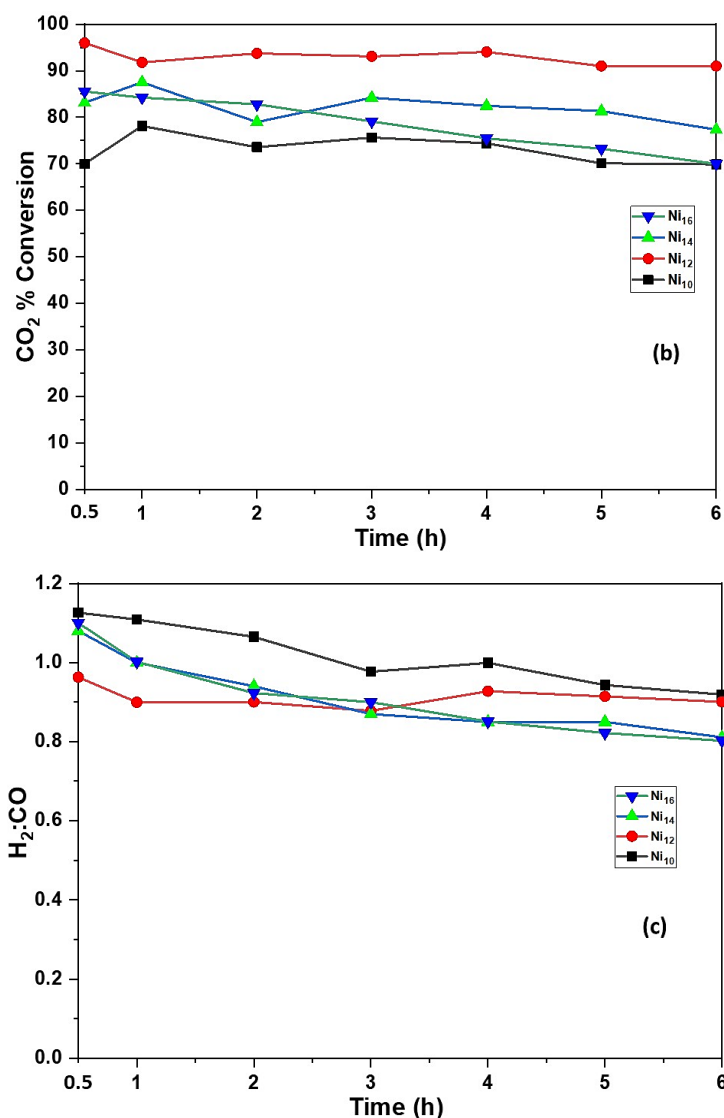 100
90
80
70
60
50
40
30
20
10
0
CO₂ % Conversion
Ni₁₆
Ni₁₄
Ni₁₂
Ni₁₀
(b)
0.5 1 2 3 4 5 6
Time (h)
1.2
1.0
0.8
0.6
0.4
0.2
0.0
H₂:CO
Ni₁₆
Ni₁₄
Ni₁₂
Ni₁₀
(c)
0.5 1 2 3 4 5 6
Time (h)